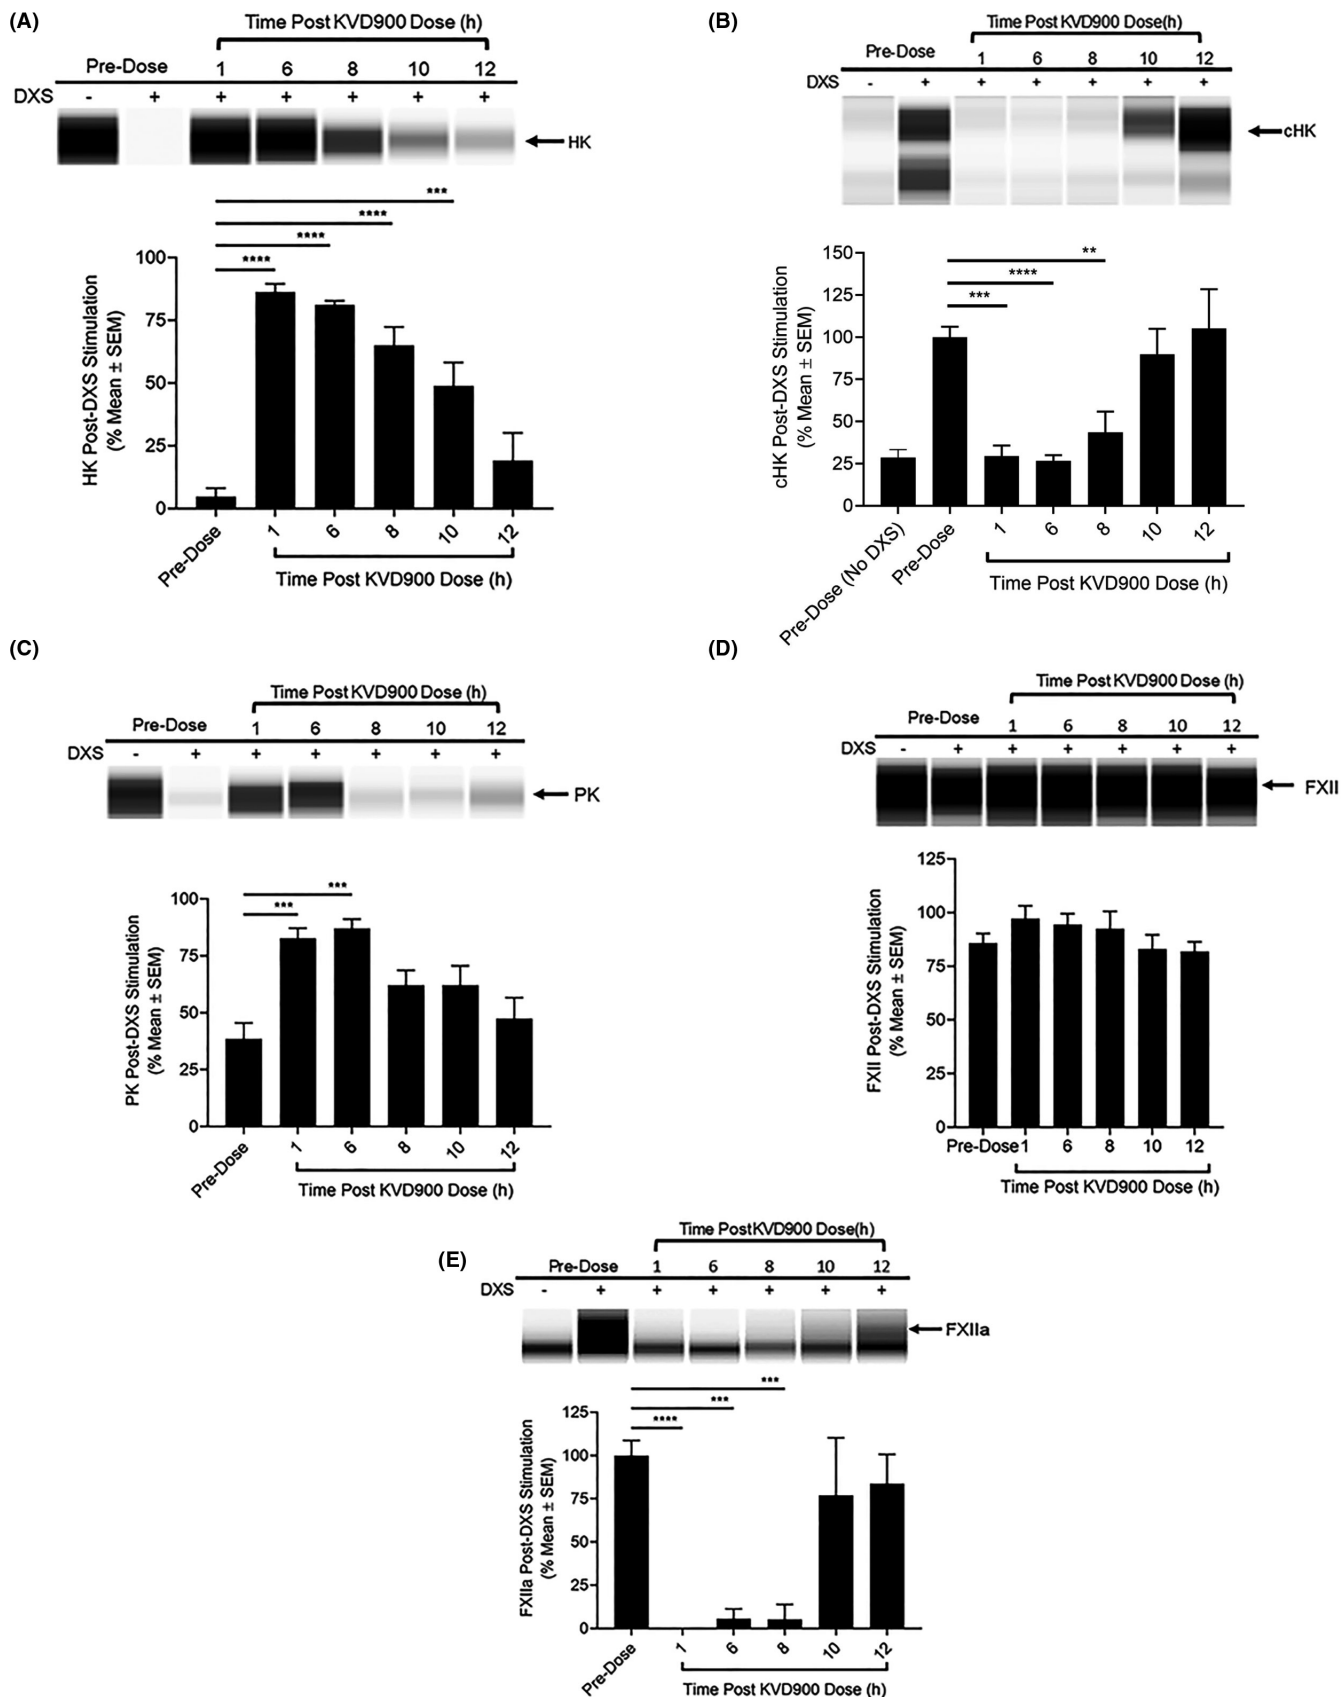 (A)
Time Post KVD900 Dose (h)
Pre-Dose 1 6 8 10 12
DXS - + + + + + +
HK
***
****
****
****
100
75
50
25
0
HK Post-DXS Stimulation
(% Mean ± SEM)
Pre-Dose 1 6 8 10 12
Time Post KVD900 Dose (h)
(B)
Time Post KVD900 Dose(h)
Pre-Dose 1 6 8 10 12
DXS - + + + + + +
cHK
**
****
***
150
125
100
75
50
25
0
cHK Post-DXS Stimulation
(% Mean ± SEM)
Pre-Dose (No DXS) Pre-Dose 1 6 8 10 12
Time Post KVD900 Dose (h)
(C)
Time Post KVD900 Dose (h)
Pre-Dose 1 6 8 10 12
DXS - + + + + + +
PK
***
***
100
75
50
25
0
PK Post-DXS Stimulation
(% Mean ± SEM)
Pre-Dose 1 6 8 10 12
Time Post KVD900 Dose (h)
(D)
Time Post KVD900 Dose (h)
Pre-Dose 1 6 8 10 12
DXS - + + + + + +
FXII
125
100
75
50
25
0
FXII Post-DXS Stimulation
(% Mean ± SEM)
Pre-Dose 1 6 8 10 12
Time Post KVD900 Dose (h)
(E)
Time Post KVD900 Dose(h)
Pre-Dose 1 6 8 10 12
DXS - + + + + + +
FXIIa
***
***
****
125
100
75
50
25
0
FXIIa Post-DXS Stimulation
(% Mean ± SEM)
Pre-Dose 1 6 8 10 12
Time Post KVD900 Dose (h)